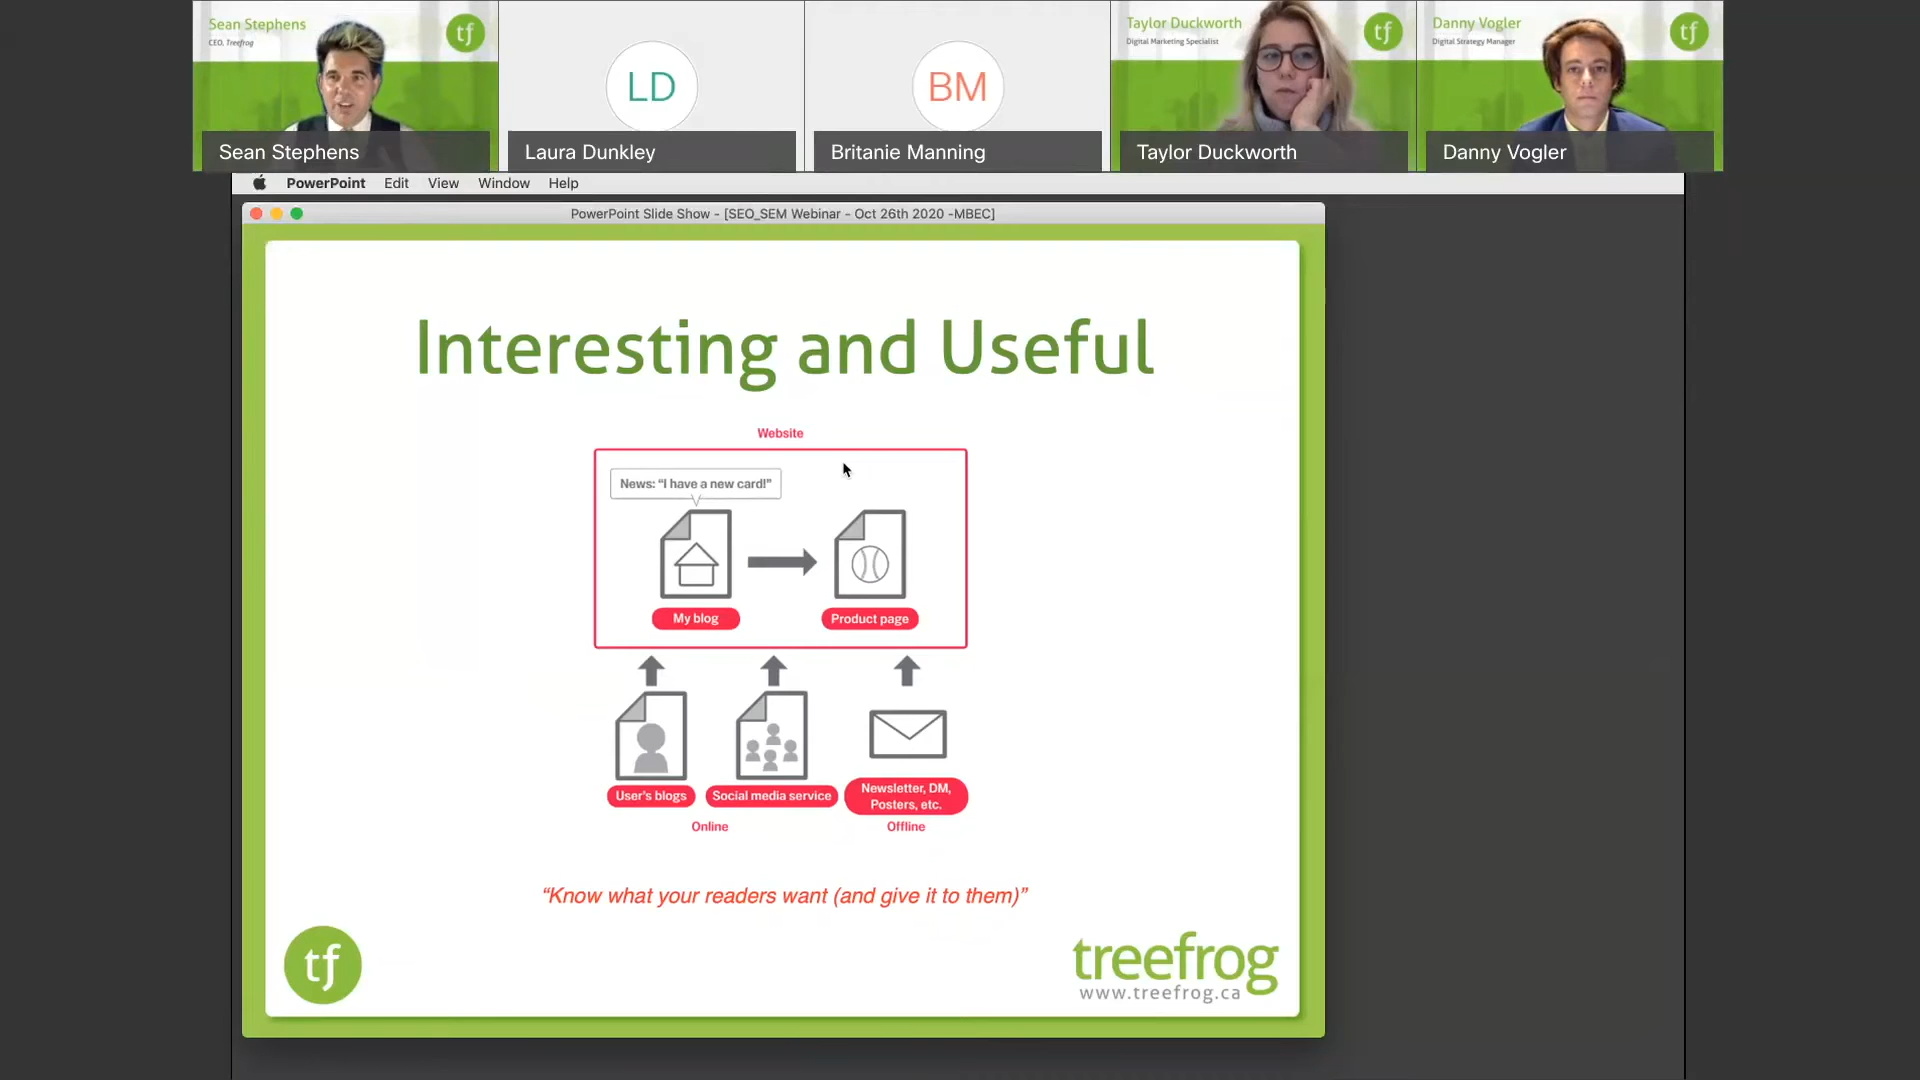 Sean Stephens
CEO, Treefrog
tf
Sean Stephens
LD
Laura Dunkley
BM
Britanie Manning
Taylor Duckworth
Digital Marketing Specialist
tf
Taylor Duckworth
Danny Vogler
Digital Strategy Manager
tf
Danny Vogler
PowerPoint Edit View Window Help
PowerPoint Slide Show - [SEO_SEM Webinar - Oct 26th 2020 -MBEC]
Interesting and Useful
Website
News: “I have a new card!”
My blog
Product page
User's blogs
Social media service
Newsletter, DM,
Posters, etc.
Online
Offline
“Know what your readers want (and give it to them)”
tf
treefrog
www.treefrog.ca